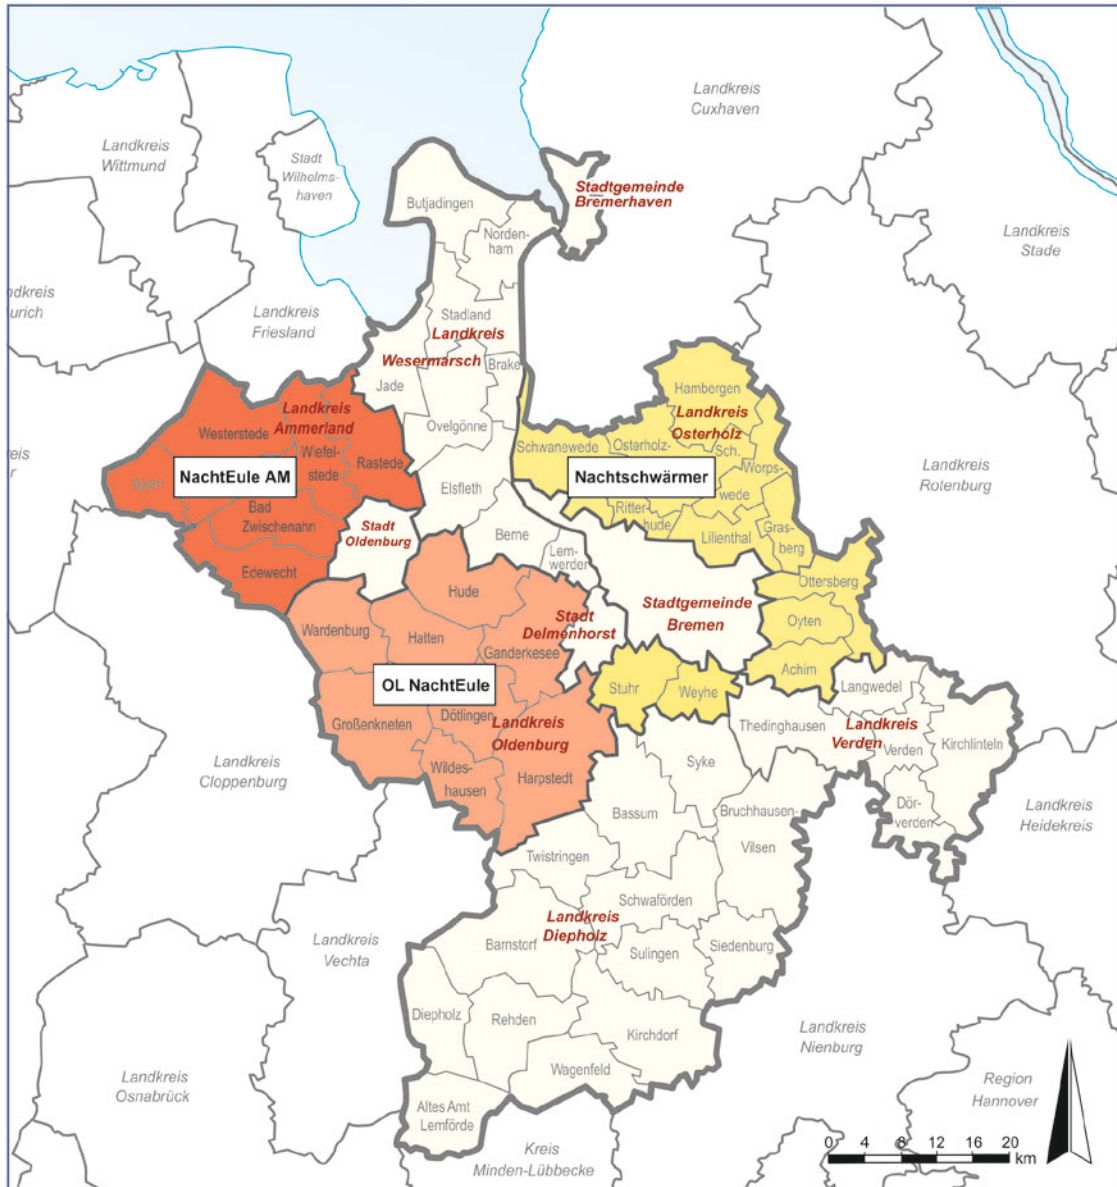 Landkreis
Cuxhaven
Landkreis
Wittmund
Stadt
Wilhelms-
haven
Stadtgemeinde
Bremerhaven
Butjadingen
Norden-
ham
Landkreis
Stade
ndkreis
urich
Landkreis
Friesland
Stadland
Landkreis
Wesermarsch
Brake
Jade
Hambergen
Landkreis
Ammerland
Landkreis
Osterholz
Westerstede
Ovelgönne
Schwanewede
Osterholz-
Sch.
Wiefel-
stede
Rastede
NachtEule AM
Apen
Nachtschwärmer
Worps-
wede
Landkreis
Rotenburg
eis
Elsfleth
Bad
Zwischenahn
Ritter-
hude
Lilienthal
Gras-
berg
Stadt
Oldenburg
Berne
Lem-
werder
Edewecht
Hude
Ottersberg
Stadtgemeinde
Bremen
Stadt
Delmenhorst
Oyten
Wardenburg
Hatten
Ganderkesee
Achim
OL NachtEule
Stuhr
Weyhe
Langwedel
Großenkneten
Dötlingen
Landkreis
Oldenburg
Thedinghausen
Landkreis
Verden
Verden
Kirchlinteln
Landkreis
Cloppenburg
Wildes-
hausen
Harpstedt
Syke
Bassum
Bruchhausen-
Vilsen
Dör-
verden
Landkreis
Heidekreis
Twistringen
Schwaförden
Landkreis
Diepholz
Landkreis
Vechta
Barnstorf
Sulingen
Siedenburg
Diepholz
Rehden
Kirchdorf
Landkreis
Nienburg
Wagenfeld
Landkreis
Osnabrück
Region
Hannover
Altes Amt
Lemförde
Kreis
Minden-Lübbecke
0 4 8 12 16 20
km